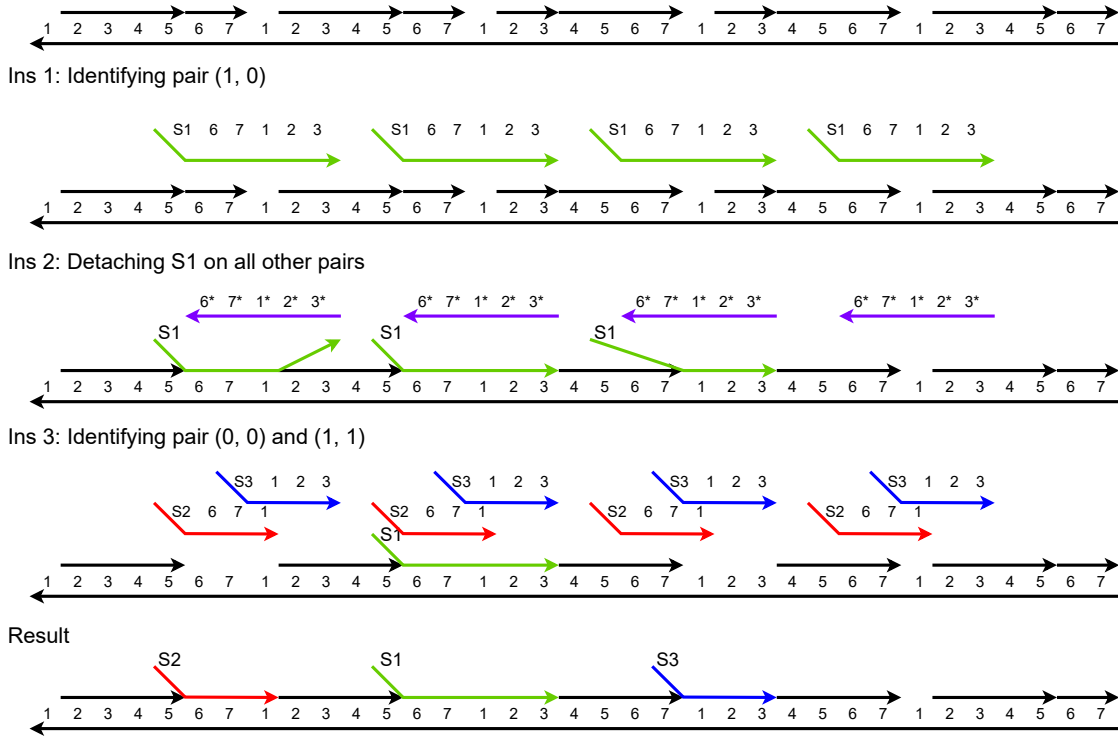 1 2 3 4 5 6 7 1 2 3 4 5 6 7 1 2 3 4 5 6 7 1 2 3 4 5 6 7 1 2 3 4 5 6 7
Ins 1: Identifying pair (1, 0)
S1 6 7 1 2 3 S1 6 7 1 2 3 S1 6 7 1 2 3 S1 6 7 1 2 3
1 2 3 4 5 6 7 1 2 3 4 5 6 7 1 2 3 4 5 6 7 1 2 3 4 5 6 7 1 2 3 4 5 6 7
Ins 2: Detaching S1 on all other pairs
6* 7* 1* 2* 3* 6* 7* 1* 2* 3* 6* 7* 1* 2* 3* 6* 7* 1* 2* 3*
S1 S1 S1
1 2 3 4 5 6 7 1 2 3 4 5 6 7 1 2 3 4 5 6 7 1 2 3 4 5 6 7 1 2 3 4 5 6 7
Ins 3: Identifying pair (0, 0) and (1, 1)
S3 1 2 3 S3 1 2 3 S3 1 2 3 S3 1 2 3
S2 6 7 1 S2 6 7 1 S2 6 7 1 S2 6 7 1
S1
1 2 3 4 5 6 7 1 2 3 4 5 6 7 1 2 3 4 5 6 7 1 2 3 4 5 6 7 1 2 3 4 5 6 7
Result
S2 S1 S3
1 2 3 4 5 6 7 1 2 3 4 5 6 7 1 2 3 4 5 6 7 1 2 3 4 5 6 7 1 2 3 4 5 6 7